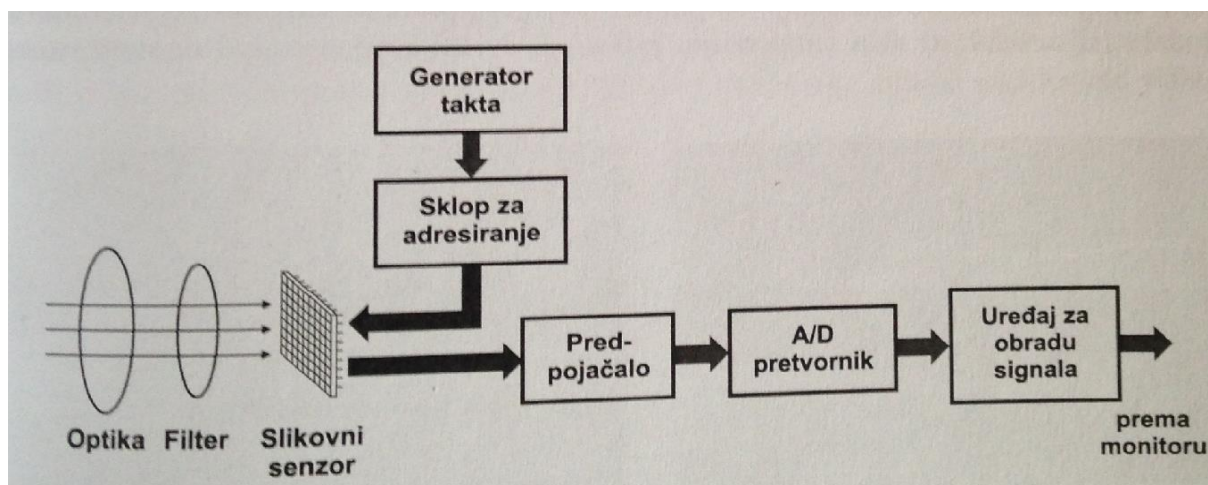 Generator
takta
Sklop za
adresiranje
Pred-
pojačalo
A/D
pretvornik
Uređaj za
obradu
signala
prema
monitoru
Optika
Filter
Slikovni
senzor